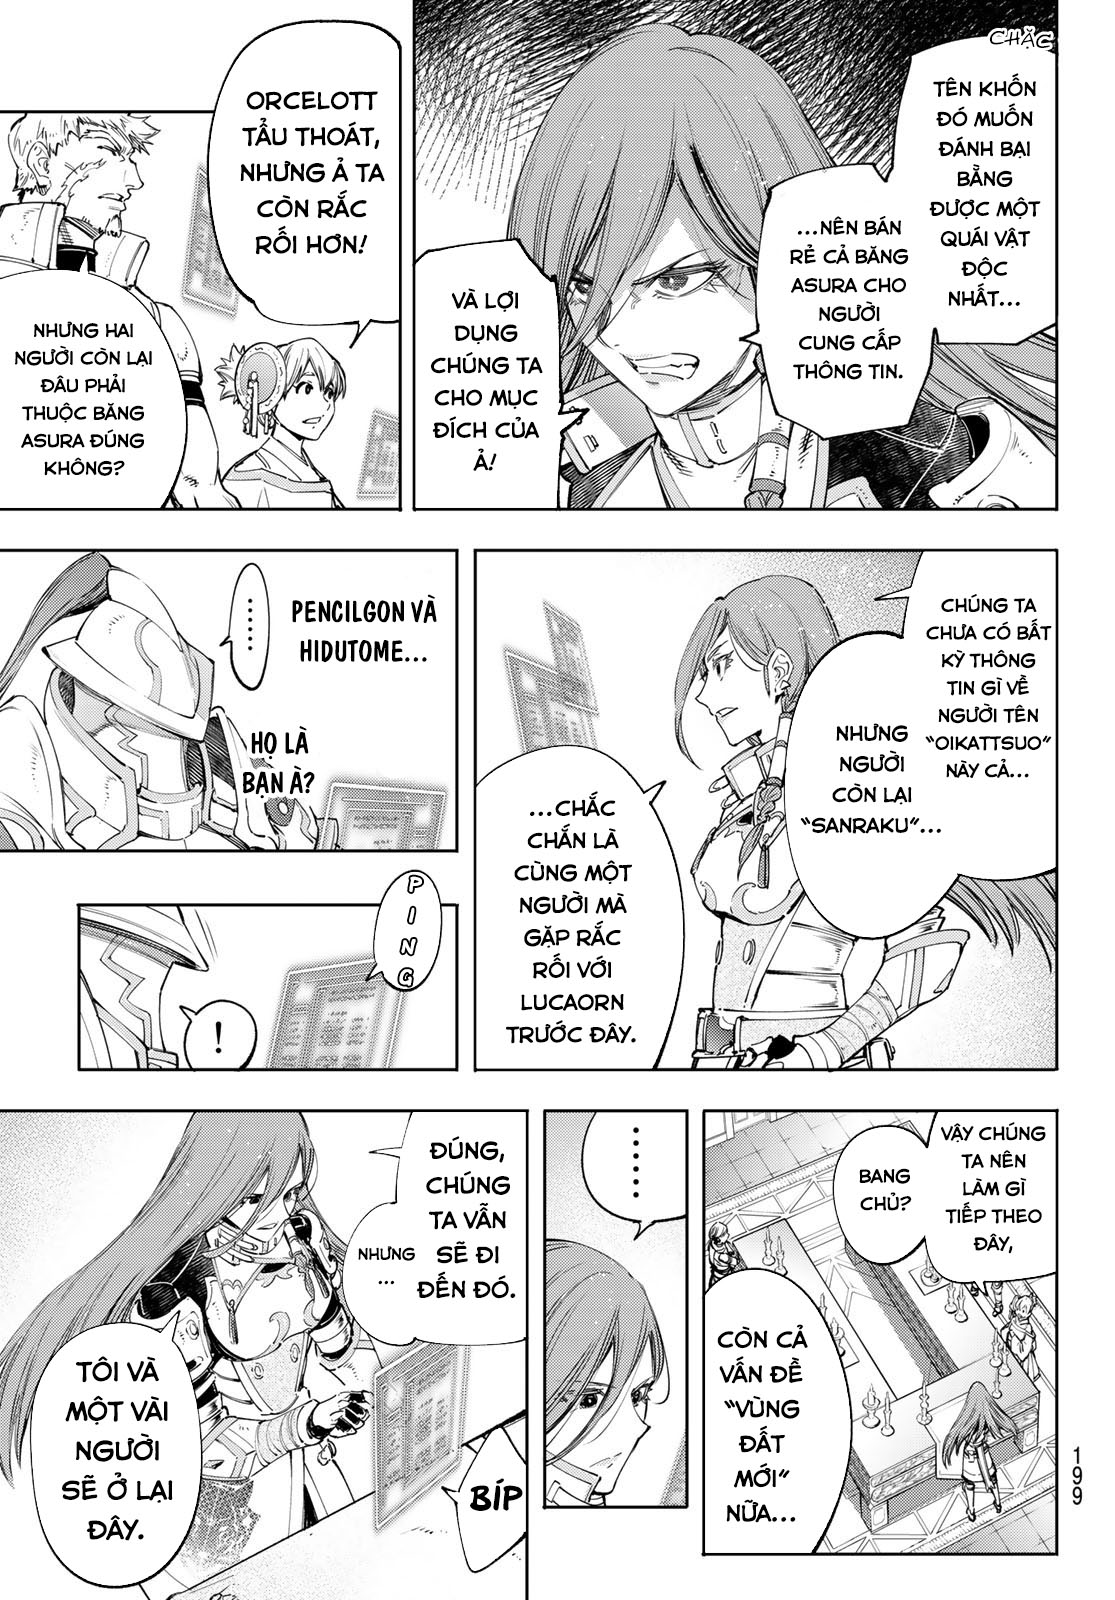 CHẶC
TÊN KHỐN
ĐÓ MUỐN
ĐÁNH BẠI
BẰNG
ĐƯỢC MỘT
QUÁI VẬT
ĐỘC
NHẤT...
...NÊN BÁN
RẺ CẢ BĂNG
ASURA CHO
NGƯỜI
CUNG CẤP
THÔNG TIN.
VÀ LỢI
DỤNG
CHÚNG TA
CHO MỤC
ĐÍCH CỦA
Ả!
ORCELOTT
TẨU THOÁT,
NHƯNG Ả TA
CÒN RẮC
RỐI HƠN!
NHƯNG HAI
NGƯỜI CÒN LẠI
ĐÂU PHẢI
THUỘC BĂNG
ASURA ĐÚNG
KHÔNG?
CHÚNG TA
CHƯA CÓ BẤT
KỲ THÔNG
TIN GÌ VỀ
NGƯỜI TÊN
“OIKATTSUO”
NÀY CẢ...
NHƯNG
NGƯỜI
CÒN LẠI
“SANRAKU”...
...CHẮC
CHẮN LÀ
CÙNG MỘT
NGƯỜI MÀ
GẶP RẮC
RỐI VỚI
LUCAORN
TRƯỚC ĐÂY.
......
PENCILGON VÀ
HIDUTOME...
HỌ LÀ
BẠN À?
PING
!
VẬY CHÚNG
TA NÊN
LÀM GÌ
TIẾP THEO
ĐÂY,
BANG
CHỦ?
CÒN CẢ
VẤN ĐỀ
“VÙNG
ĐẤT
MỚI”
NỮA...
......
ĐÚNG,
CHÚNG
TA VẪN
SẼ ĐI
ĐẾN ĐÓ.
NHƯNG
...
BÍP
TÔI VÀ
MỘT VÀI
NGƯỜI
SẼ Ở LẠI
ĐÂY.
199